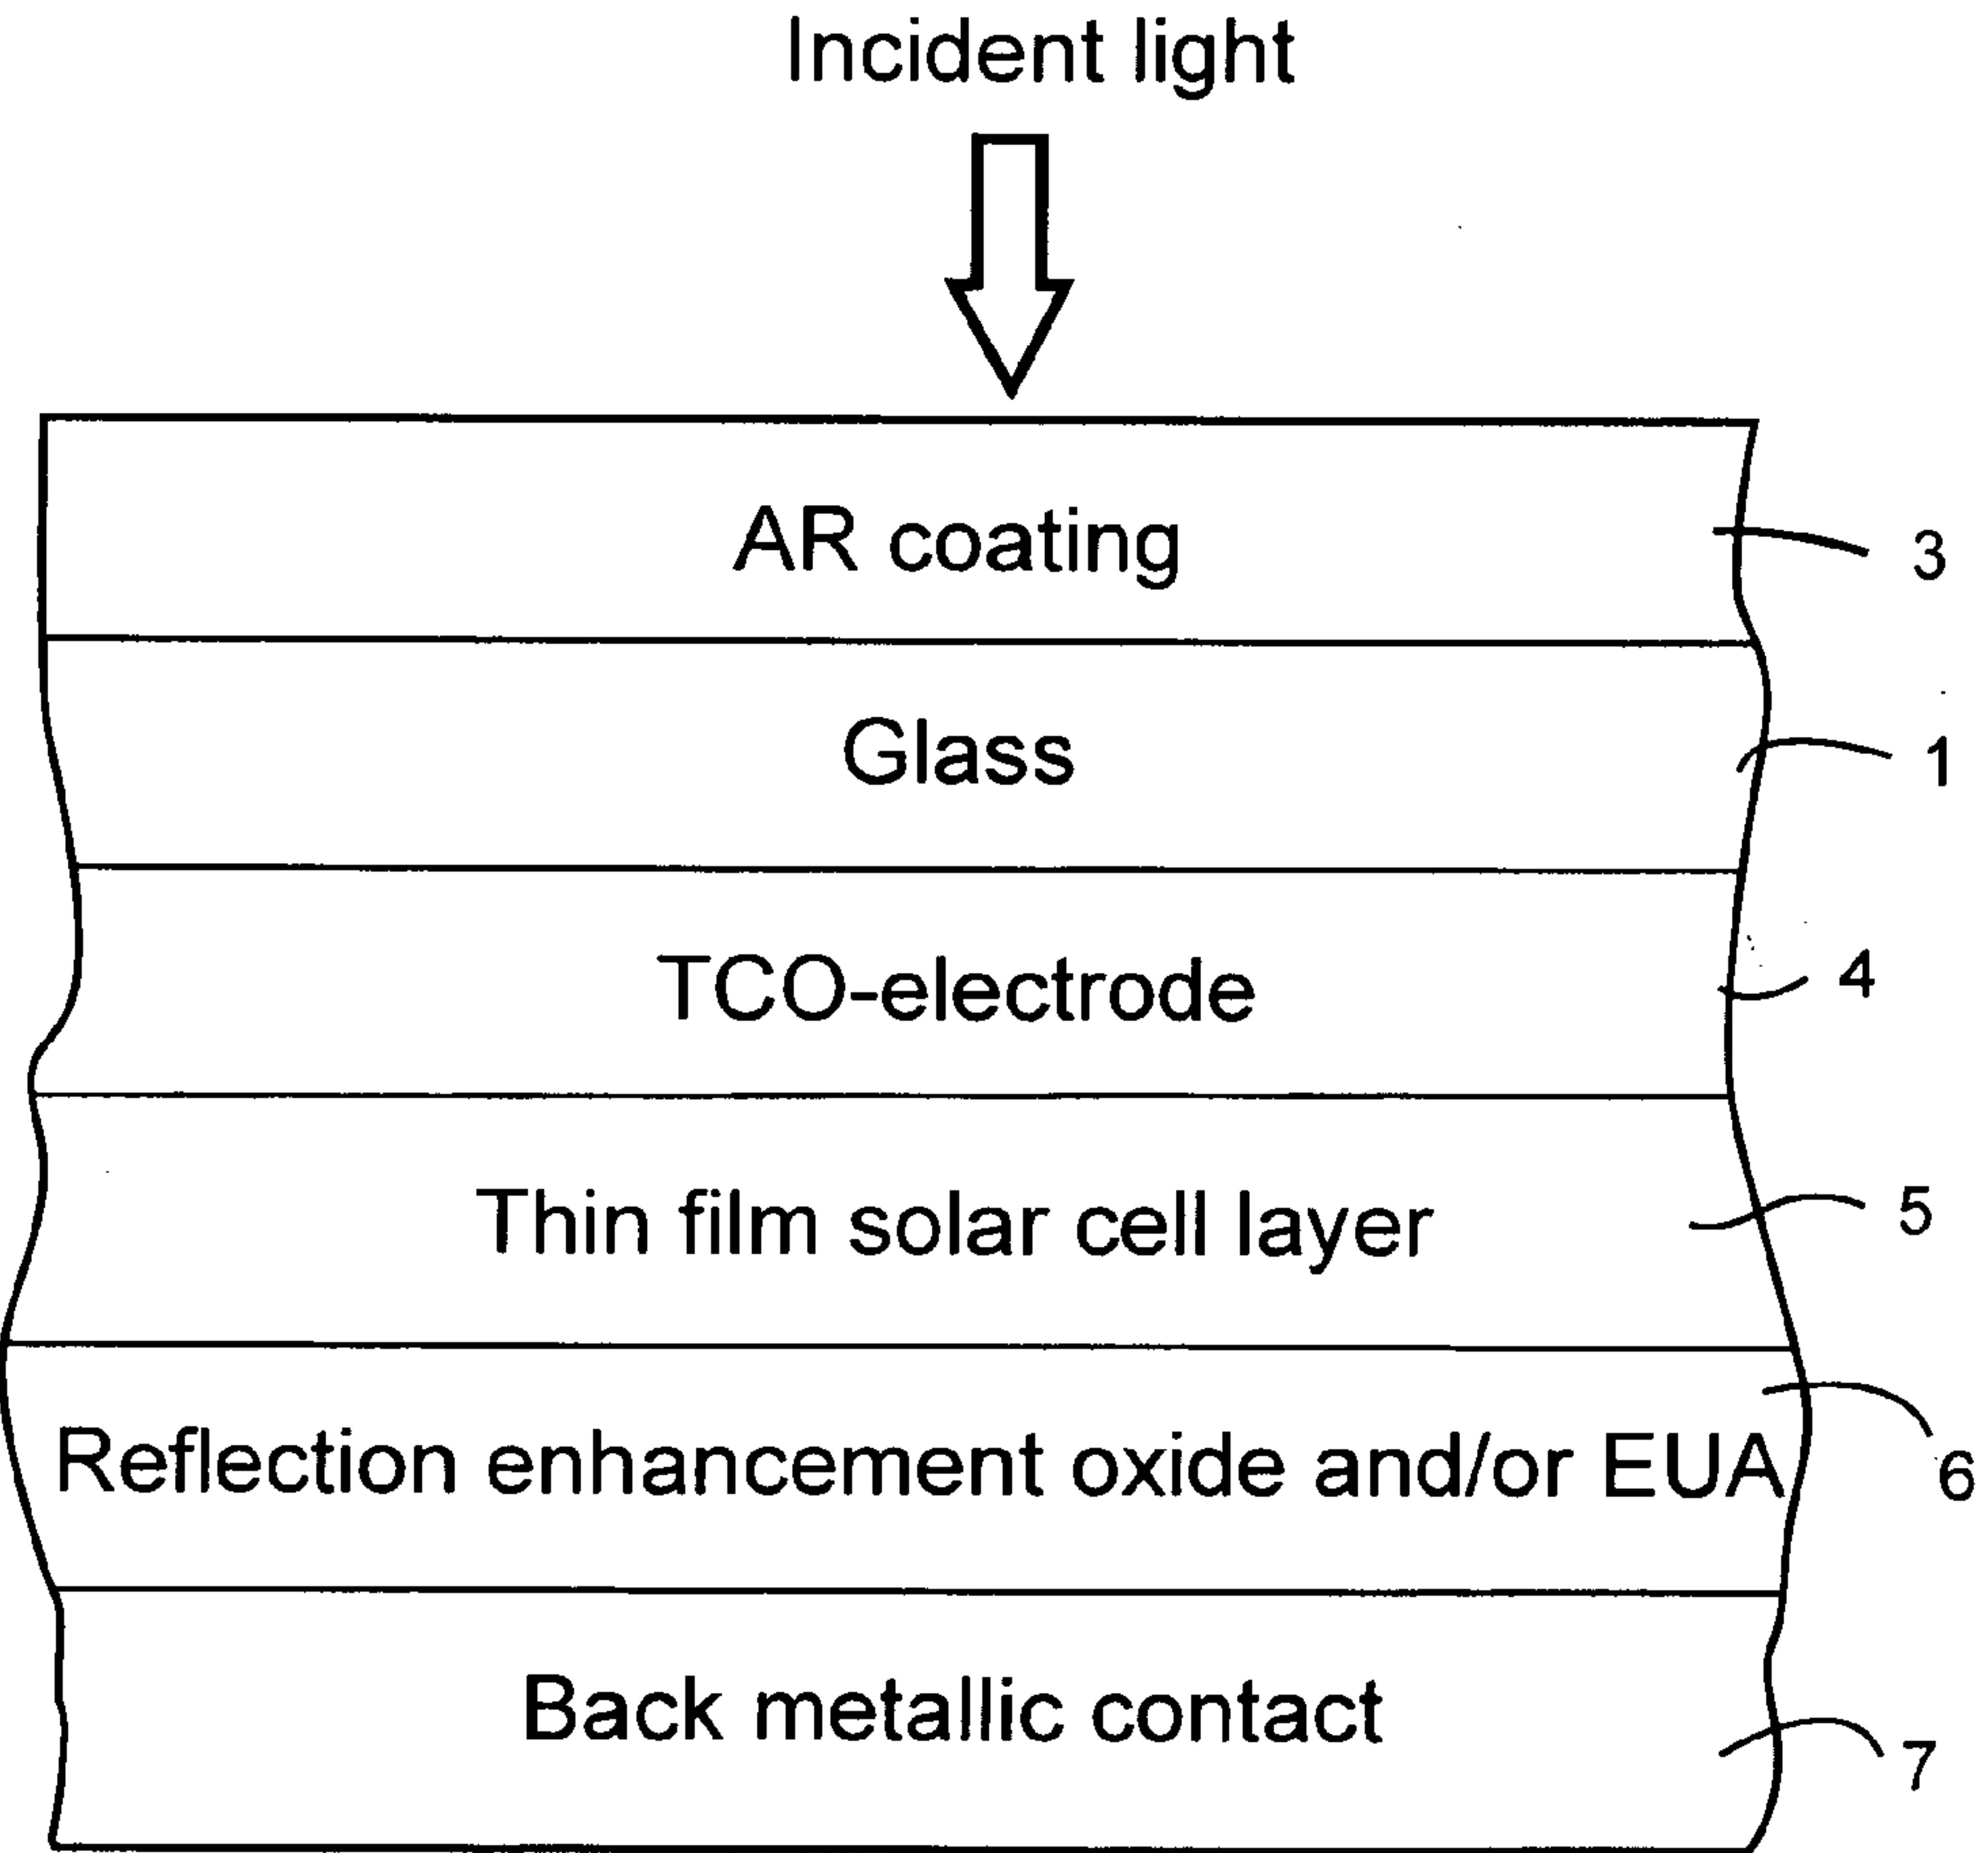 Incident light
AR coating
3
Glass
1
TCO-electrode
4
Thin film solar cell layer
5
Reflection enhancement oxide and/or EUA
6
Back metallic contact
7